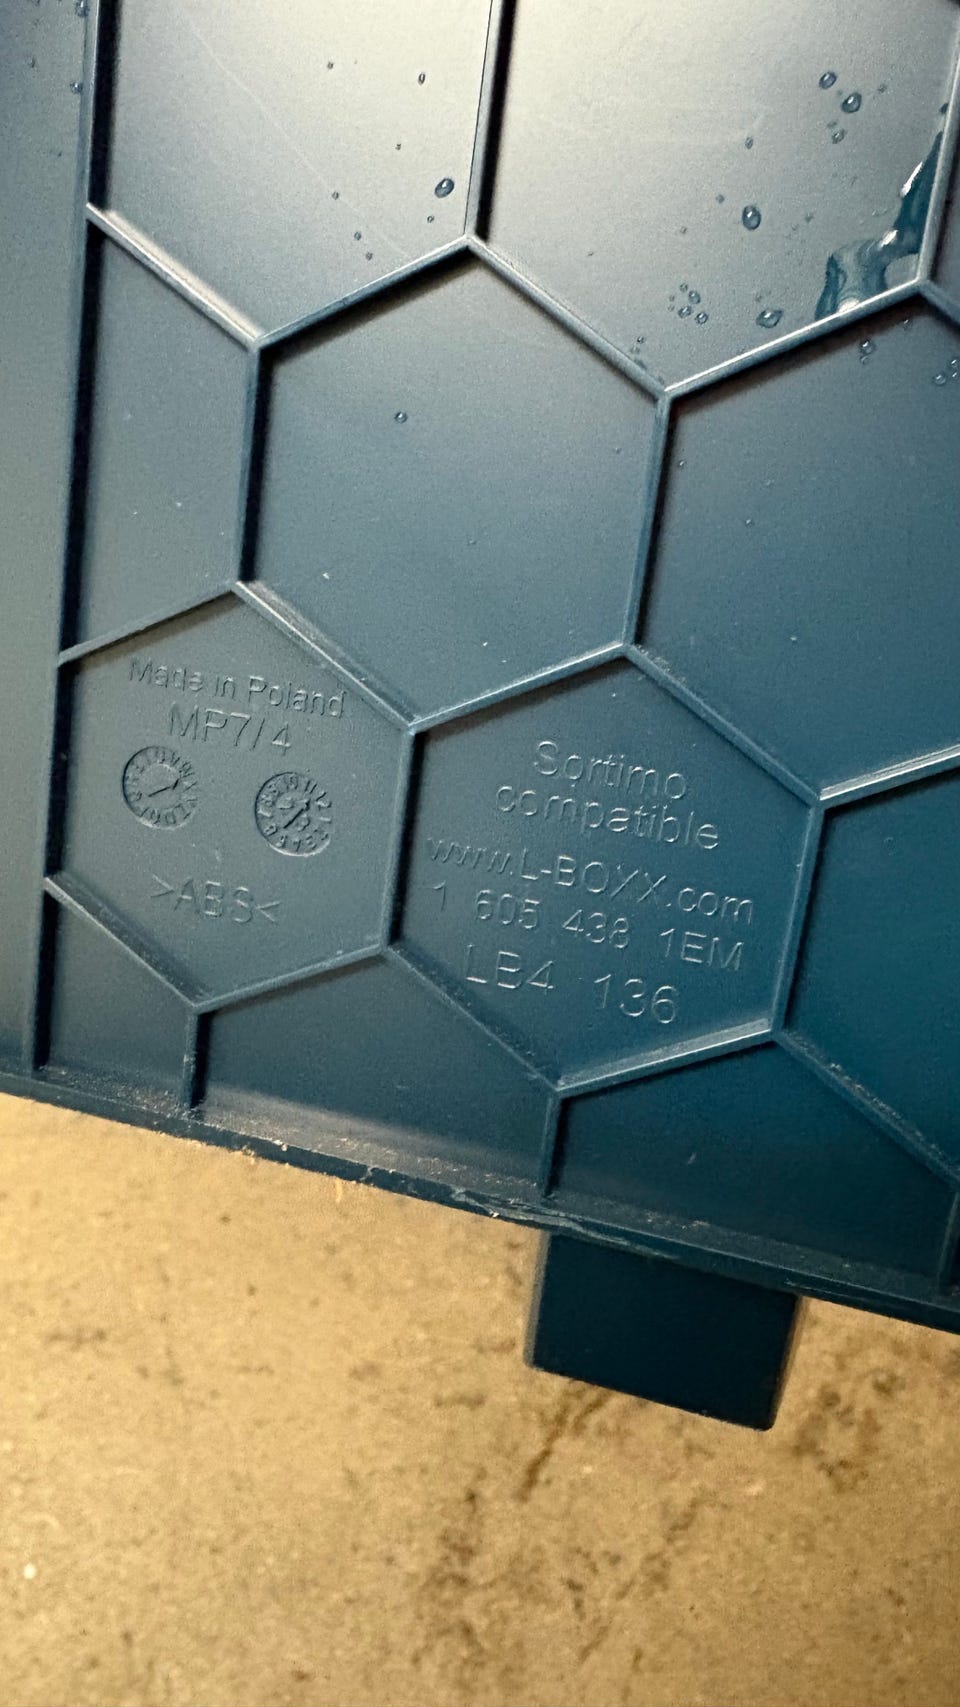 Made in Poland
MP7/4
>ABS<
Sortimo
compatible
www.L-BOXX.com
1 605 438 1EM
LB4 136